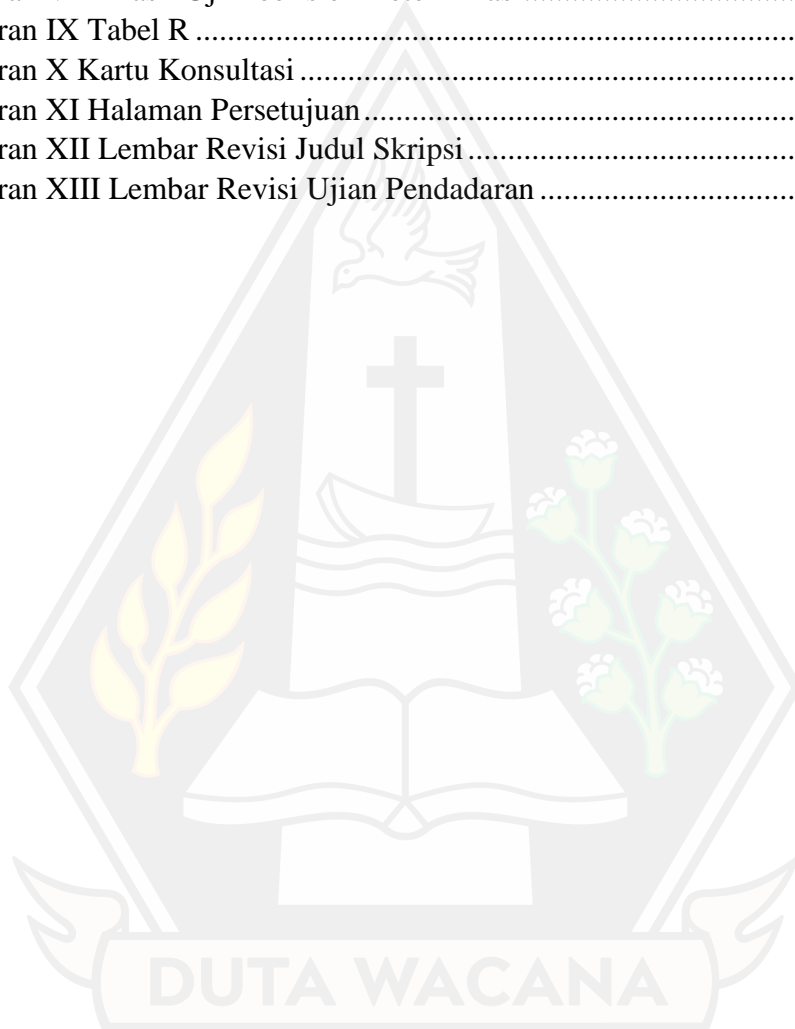 ran IX Tabel R ........................................................................................
ran X Kartu Konsultasi ......................................................................
ran XI Halaman Persetujuan ............................................................
ran XII Lembar Revisi Judul Skripsi ............................................
ran XIII Lembar Revisi Ujian Pendadaran ..................................
DUTA WACANA